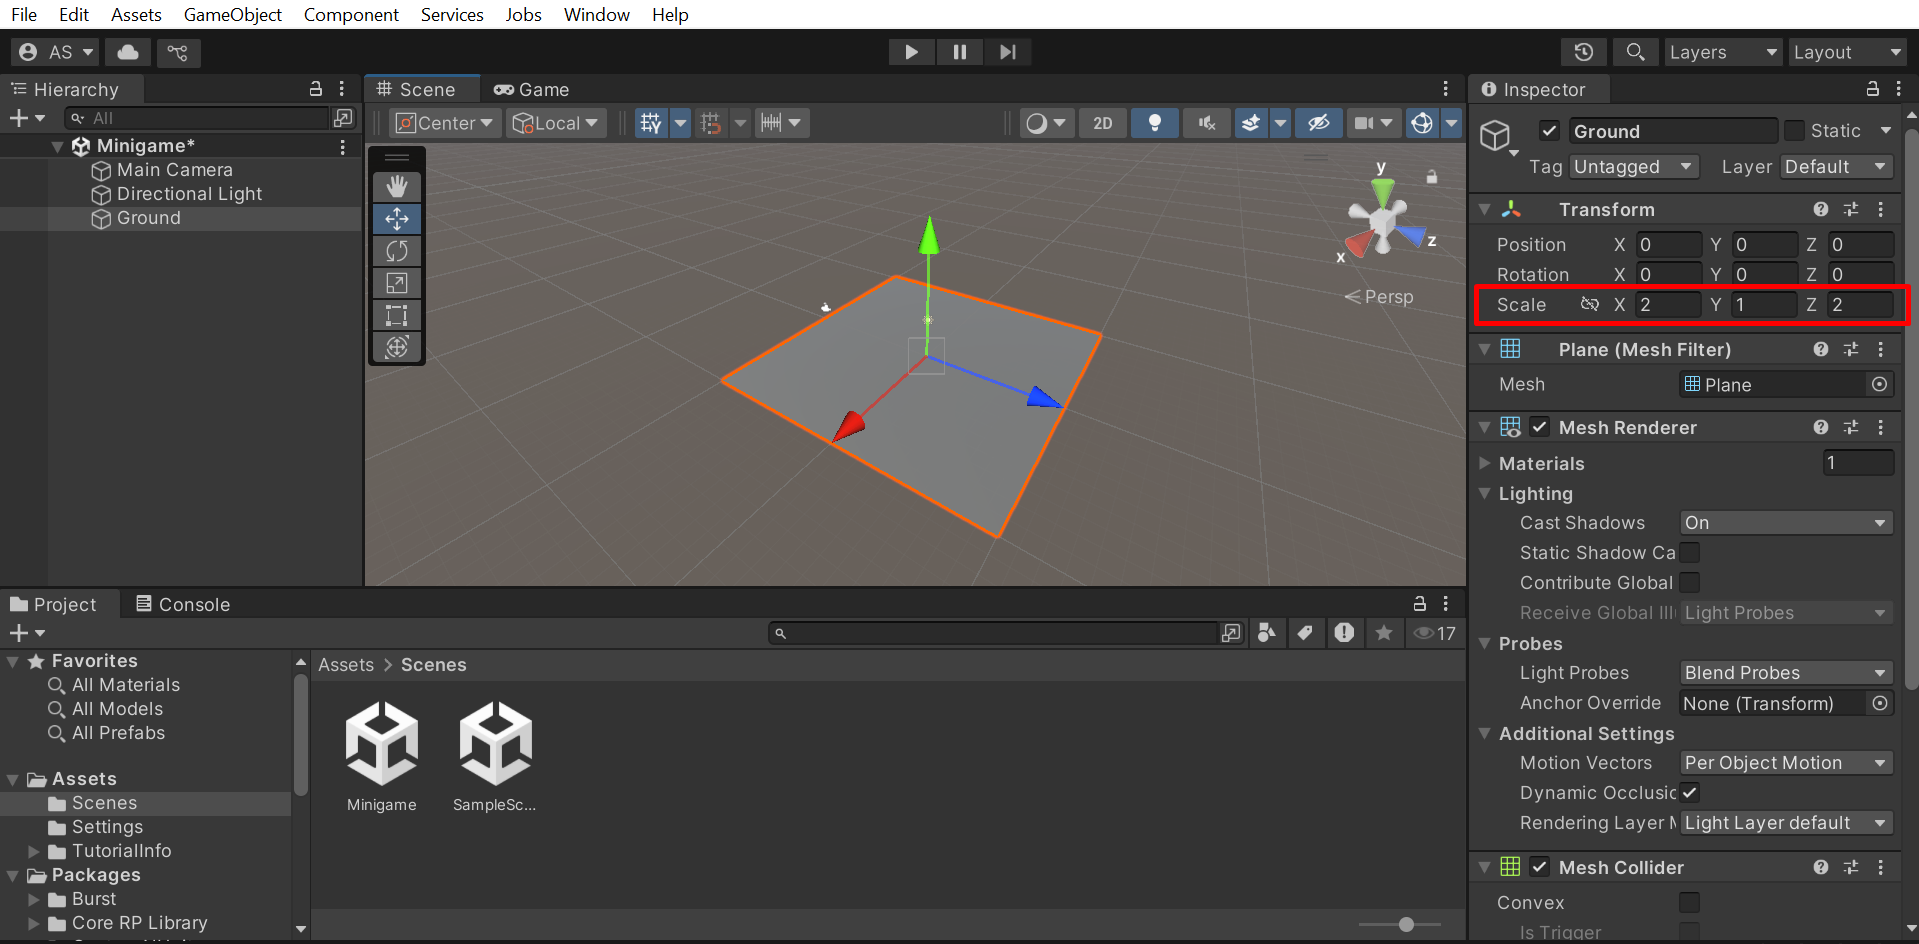 File Edit Assets GameObject Component Services Jobs Window Help
AS
Layers Layout
Hierarchy
All
Minigame*
Main Camera
Directional Light
Ground
Scene Game
Center Local 2D
y
x
z
Persp
Project Console
17
Favorites
All Materials
All Models
All Prefabs
Assets
Scenes
Settings
TutorialInfo
Packages
Burst
Core RP Library
Assets > Scenes
Minigame SampleSc...
Inspector
Ground Static
Tag Untagged Layer Default
Transform
Position X 0 Y 0 Z 0
Rotation X 0 Y 0 Z 0
Scale X 2 Y 1 Z 2
Plane (Mesh Filter)
Mesh Plane
Mesh Renderer
Materials 1
Lighting
Cast Shadows On
Static Shadow Ca
Contribute Global
Receive Global Ill Light Probes
Probes
Light Probes Blend Probes
Anchor Override None (Transform)
Additional Settings
Motion Vectors Per Object Motion
Dynamic Occlusic
Rendering Layer M Light Layer default
Mesh Collider
Convex
Is Trigger